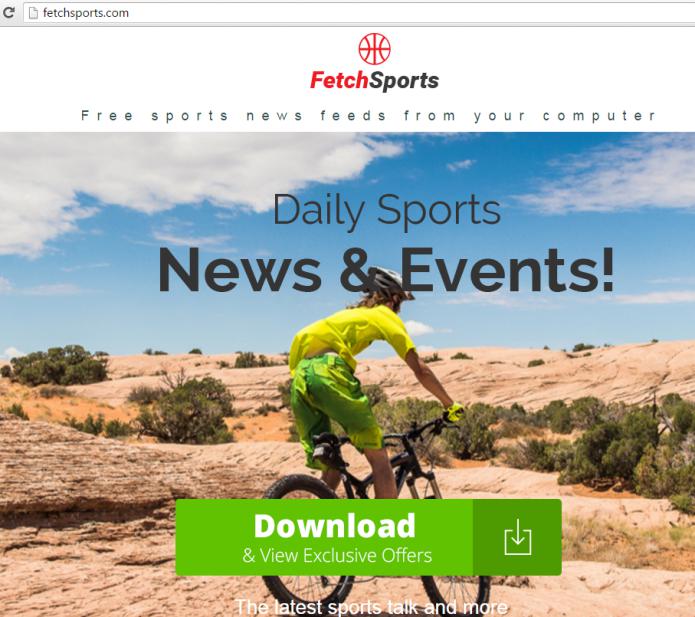 fetchsports.com
FetchSports
Free sports news feeds from your computer
Daily Sports
News & Events!
Download
& View Exclusive Offers
The latest sports talk and more